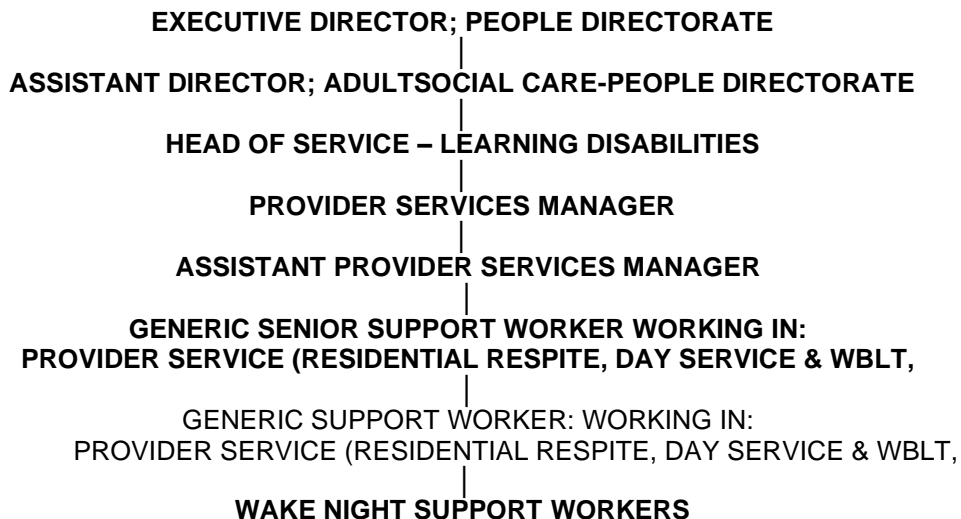 EXECUTIVE DIRECTOR; PEOPLE DIRECTORATE
ASSISTANT DIRECTOR; ADULTSOCIAL CARE-PEOPLE DIRECTORATE
HEAD OF SERVICE – LEARNING DISABILITIES
PROVIDER SERVICES MANAGER
ASSISTANT PROVIDER SERVICES MANAGER
GENERIC SENIOR SUPPORT WORKER WORKING IN:
PROVIDER SERVICE (RESIDENTIAL RESPITE, DAY SERVICE & WBLT,
GENERIC SUPPORT WORKER: WORKING IN:
PROVIDER SERVICE (RESIDENTIAL RESPITE, DAY SERVICE & WBLT,
WAKE NIGHT SUPPORT WORKERS